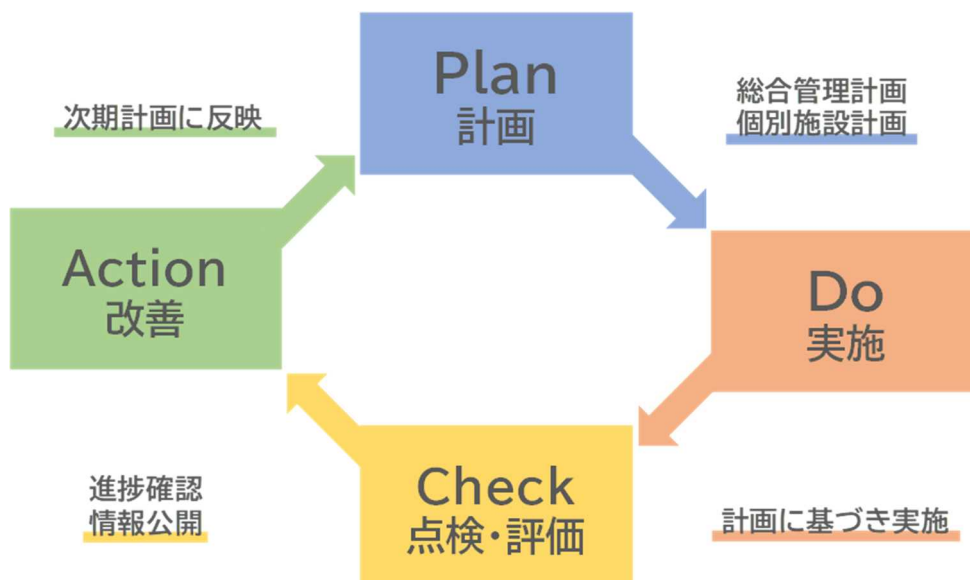 Plan
計画
総合管理計画
個別施設計画
Do
実施
計画に基づき実施
Check
点検・評価
進捗確認
情報公開
Action
改善
次期計画に反映